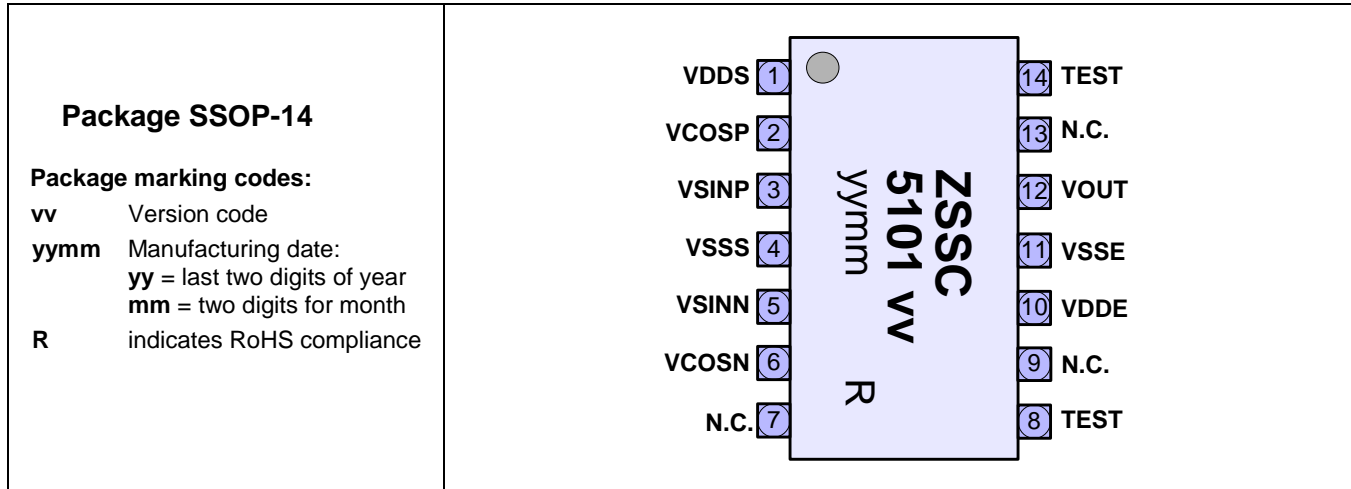 Package SSOP-14
Package marking codes:
vv Version code
yymm Manufacturing date:
yy = last two digits of year
mm = two digits for month
R indicates RoHS compliance
VDDS 1
VCOSP 2
VSINP 3
VSSS 4
VSINN 5
VCOSN 6
N.C. 7
ZSSC
5101 vv
yymm
R
14 TEST
13 N.C.
12 VOUT
11 VSSE
10 VDDE
9 N.C.
8 TEST